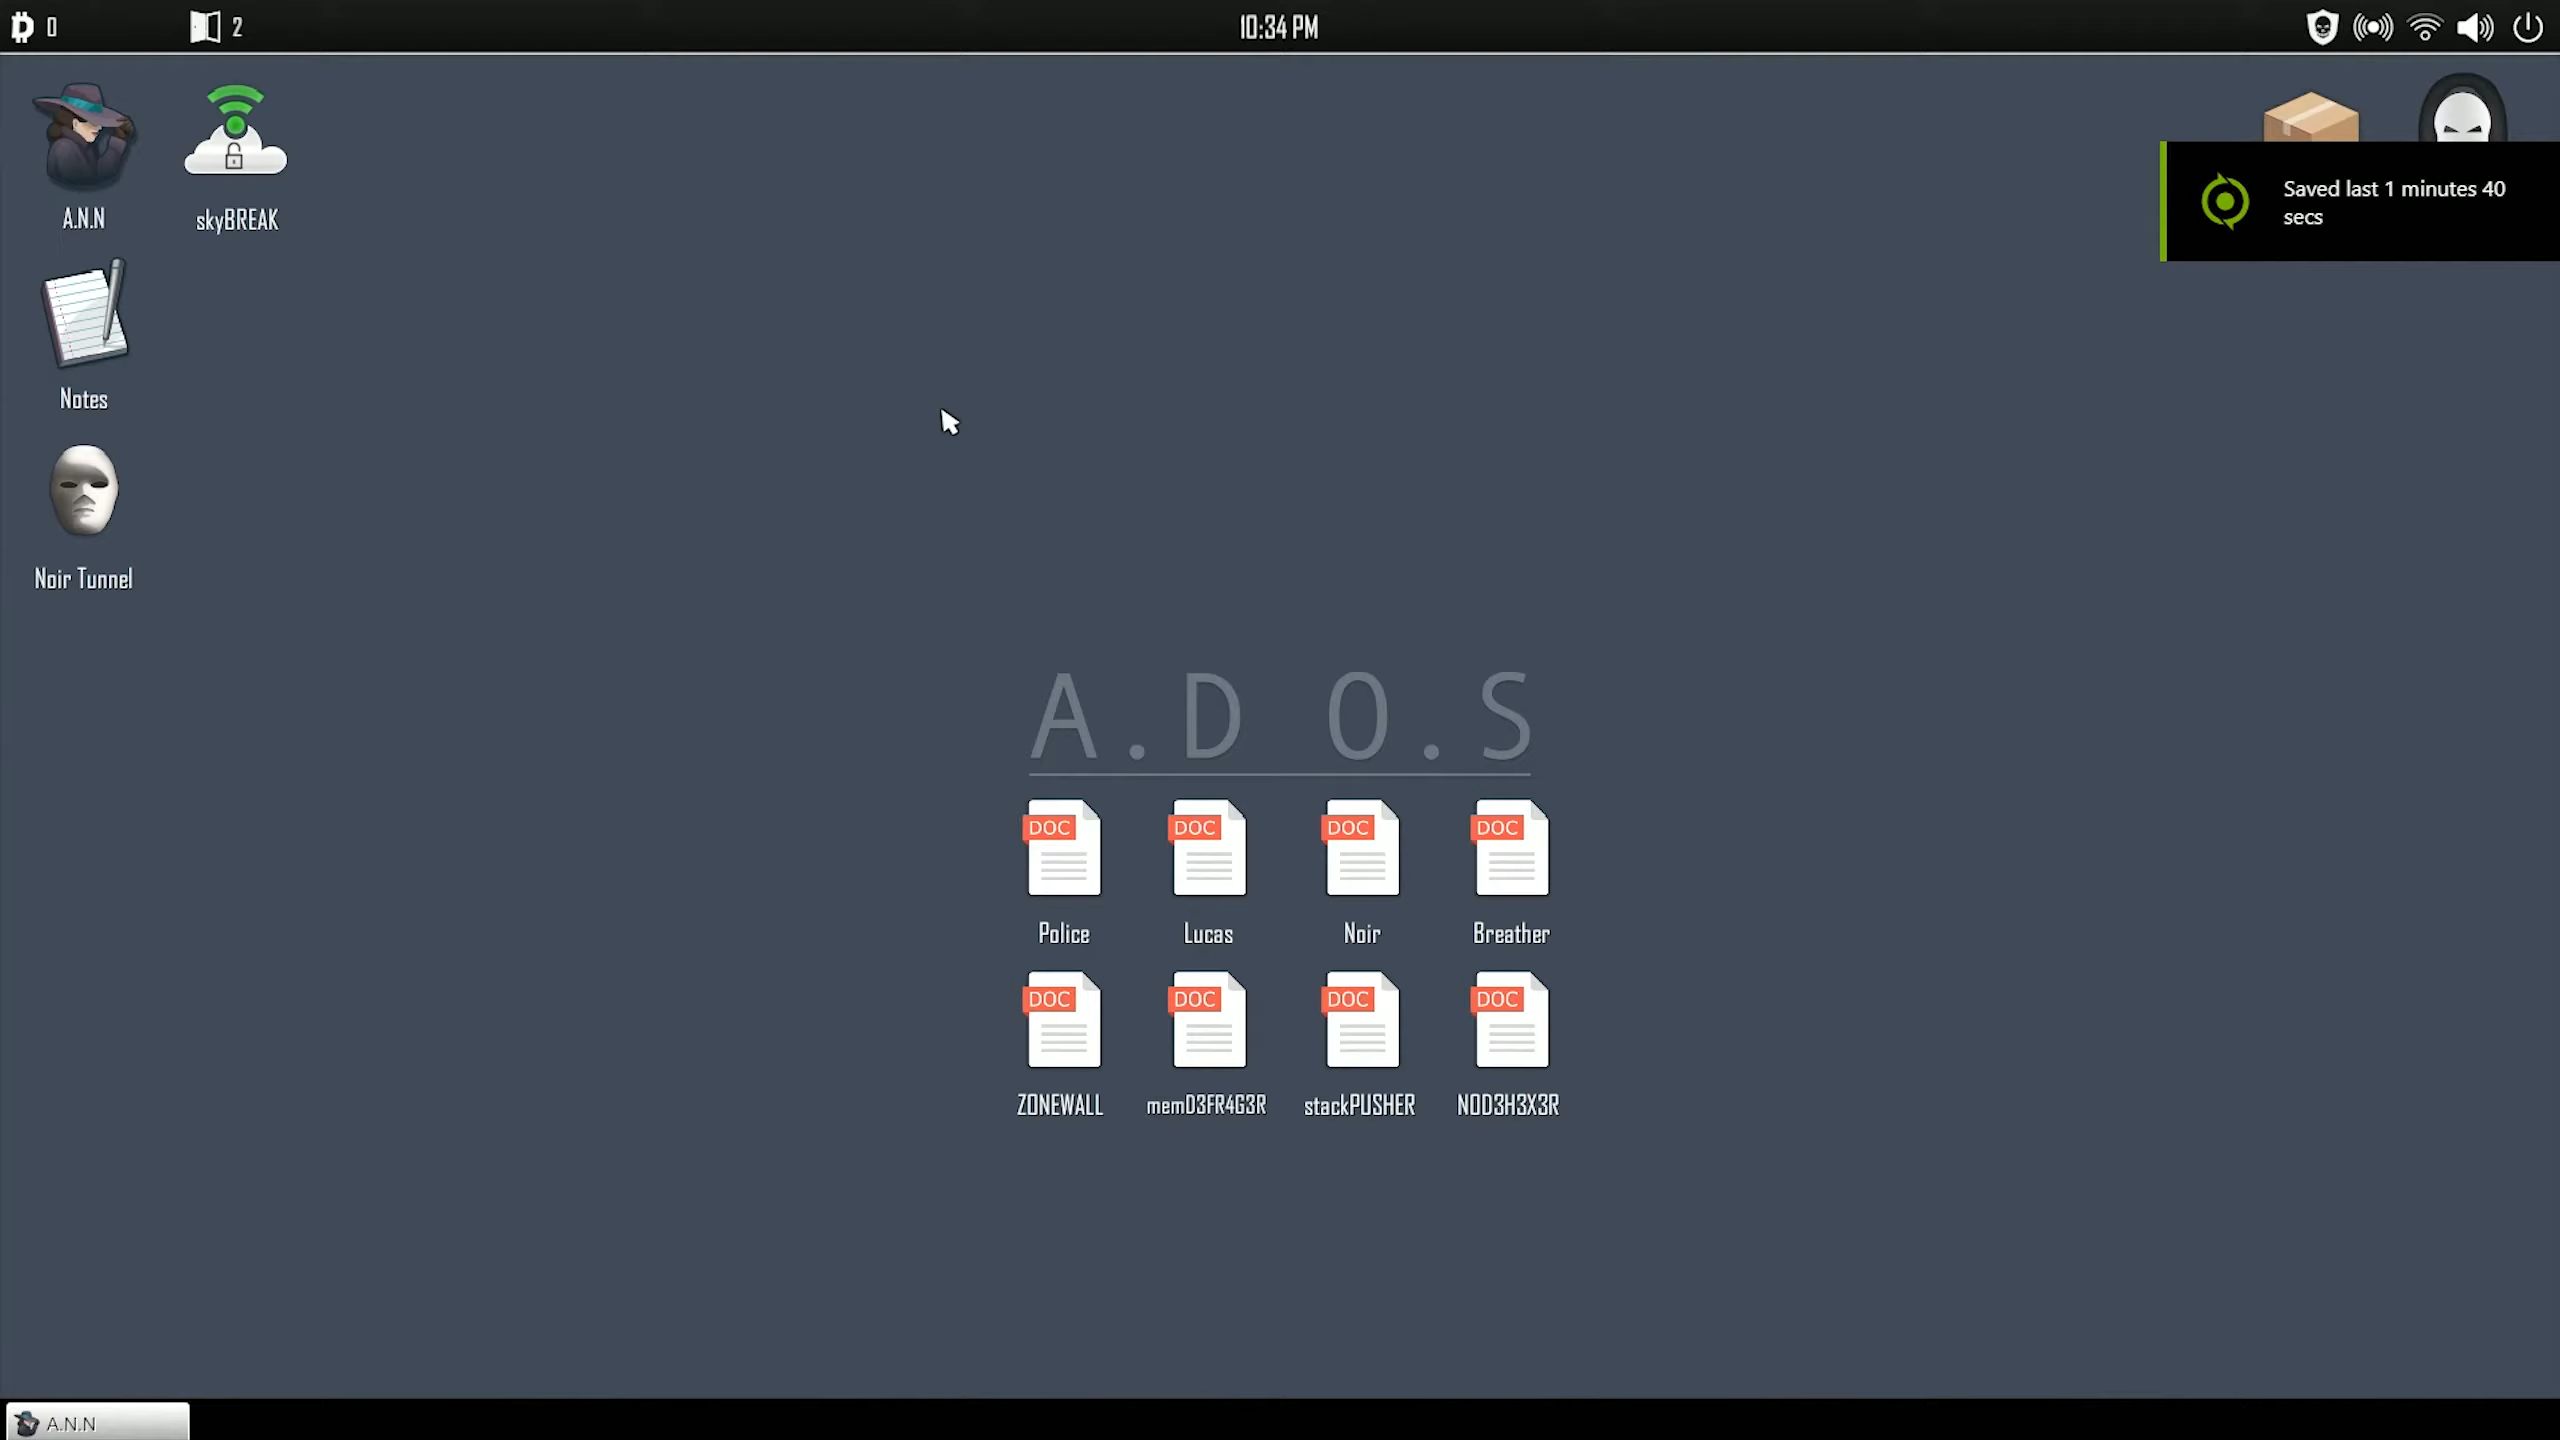 0
2
10:34 PM
A.N.N
skyBREAK
Saved last 1 minutes 40
secs
Notes
Noir Tunnel
A.D O.S
DOC
DOC
DOC
DOC
Police
Lucas
Noir
Breather
DOC
DOC
DOC
DOC
ZONEWALL
memD3FR4G3R
stackPUSHER
NOD3H3X3R
A.N.N